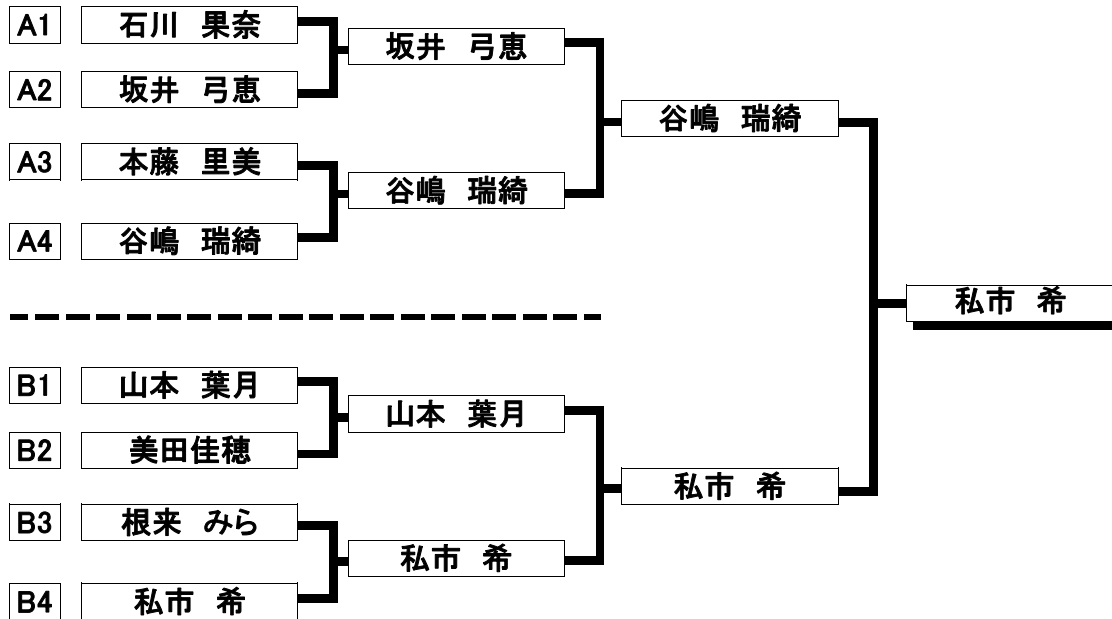 A1 石川　果奈
坂井　弓恵
A2 坂井　弓恵
谷嶋　瑞綺
A3 本藤　里美
谷嶋　瑞綺
A4 谷嶋　瑞綺
私市　希
B1 山本　葉月
山本　葉月
B2 美田佳穂
私市　希
B3 根来　みら
私市　希
B4 私市　希